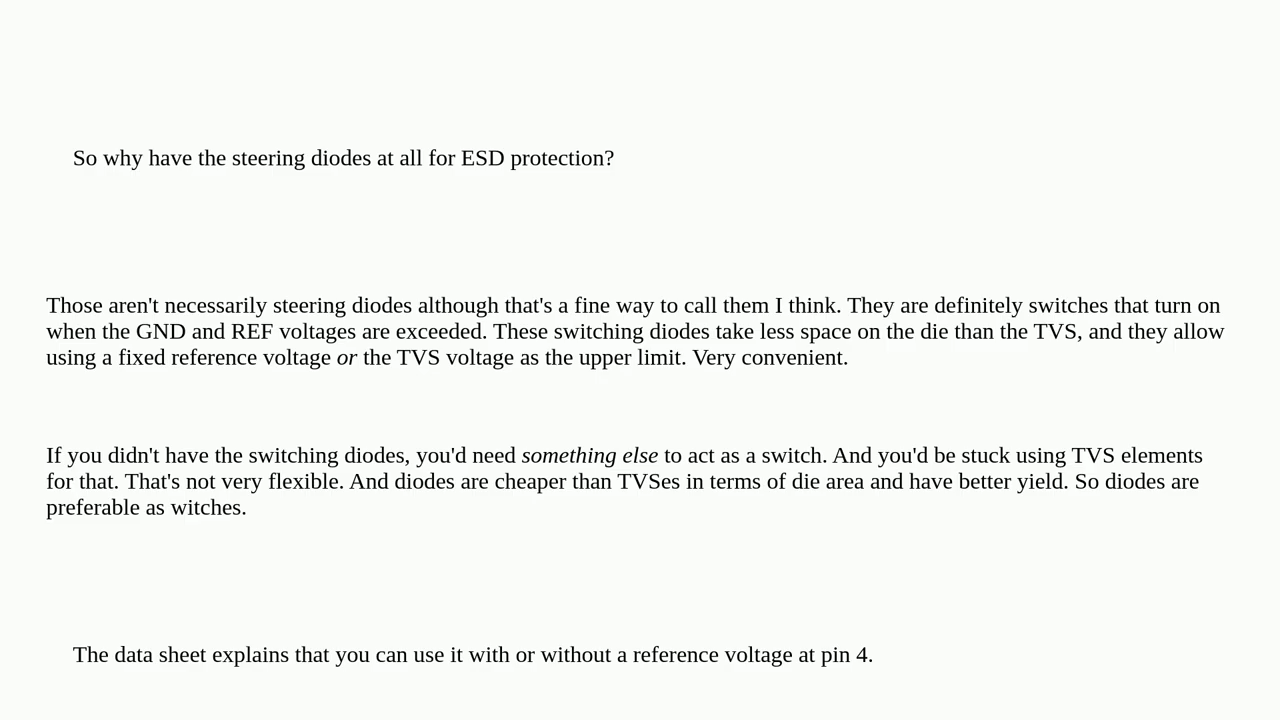 So why have the steering diodes at all for ESD protection?
Those aren't necessarily steering diodes although that's a fine way to call them I think. They are definitely switches that turn on
when the GND and REF voltages are exceeded. These switching diodes take less space on the die than the TVS, and they allow
using a fixed reference voltage or the TVS voltage as the upper limit. Very convenient.
If you didn't have the switching diodes, you'd need something else to act as a switch. And you'd be stuck using TVS elements
for that. That's not very flexible. And diodes are cheaper than TVSes in terms of die area and have better yield. So diodes are
preferable as witches.
The data sheet explains that you can use it with or without a reference voltage at pin 4.